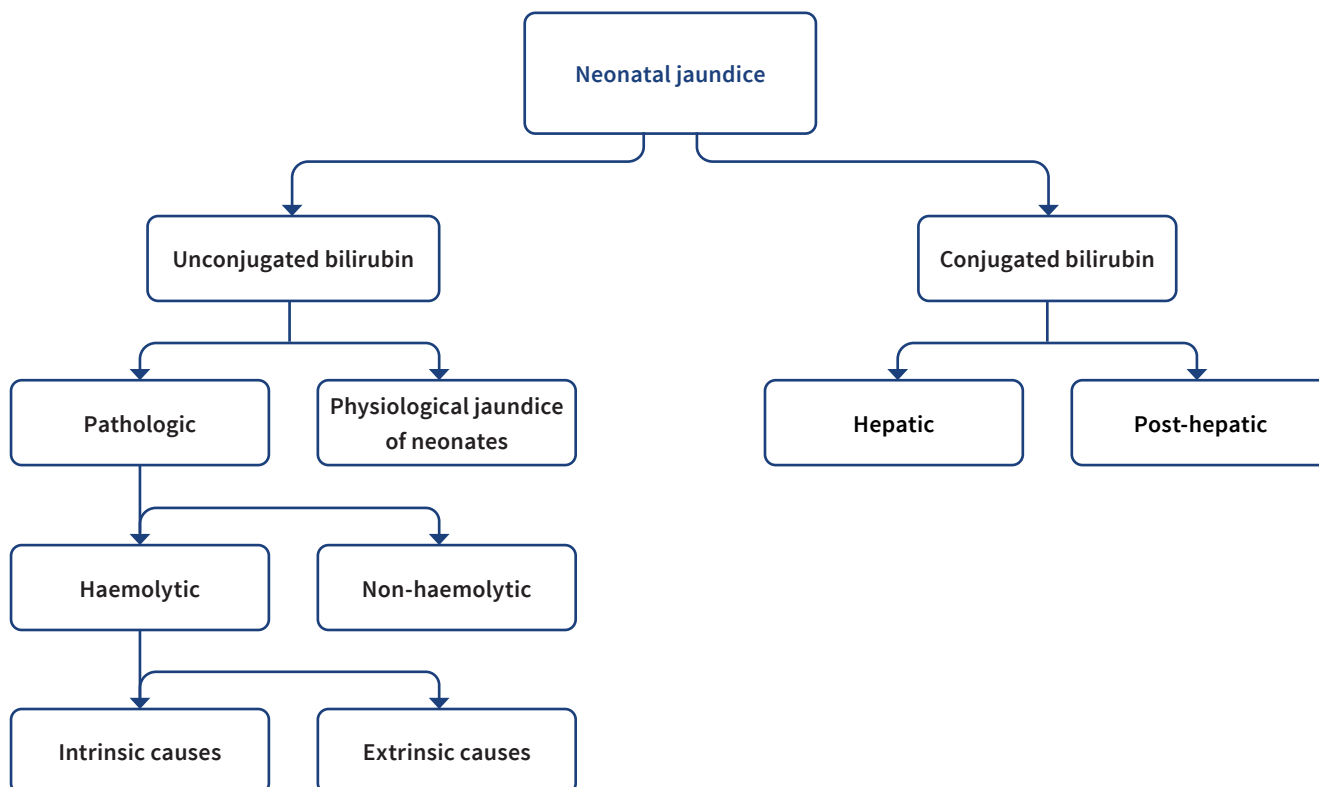 Neonatal jaundice
Unconjugated bilirubin
Conjugated bilirubin
Pathologic
Physiological jaundice
of neonates
Hepatic
Post-hepatic
Haemolytic
Non-haemolytic
Intrinsic causes
Extrinsic causes